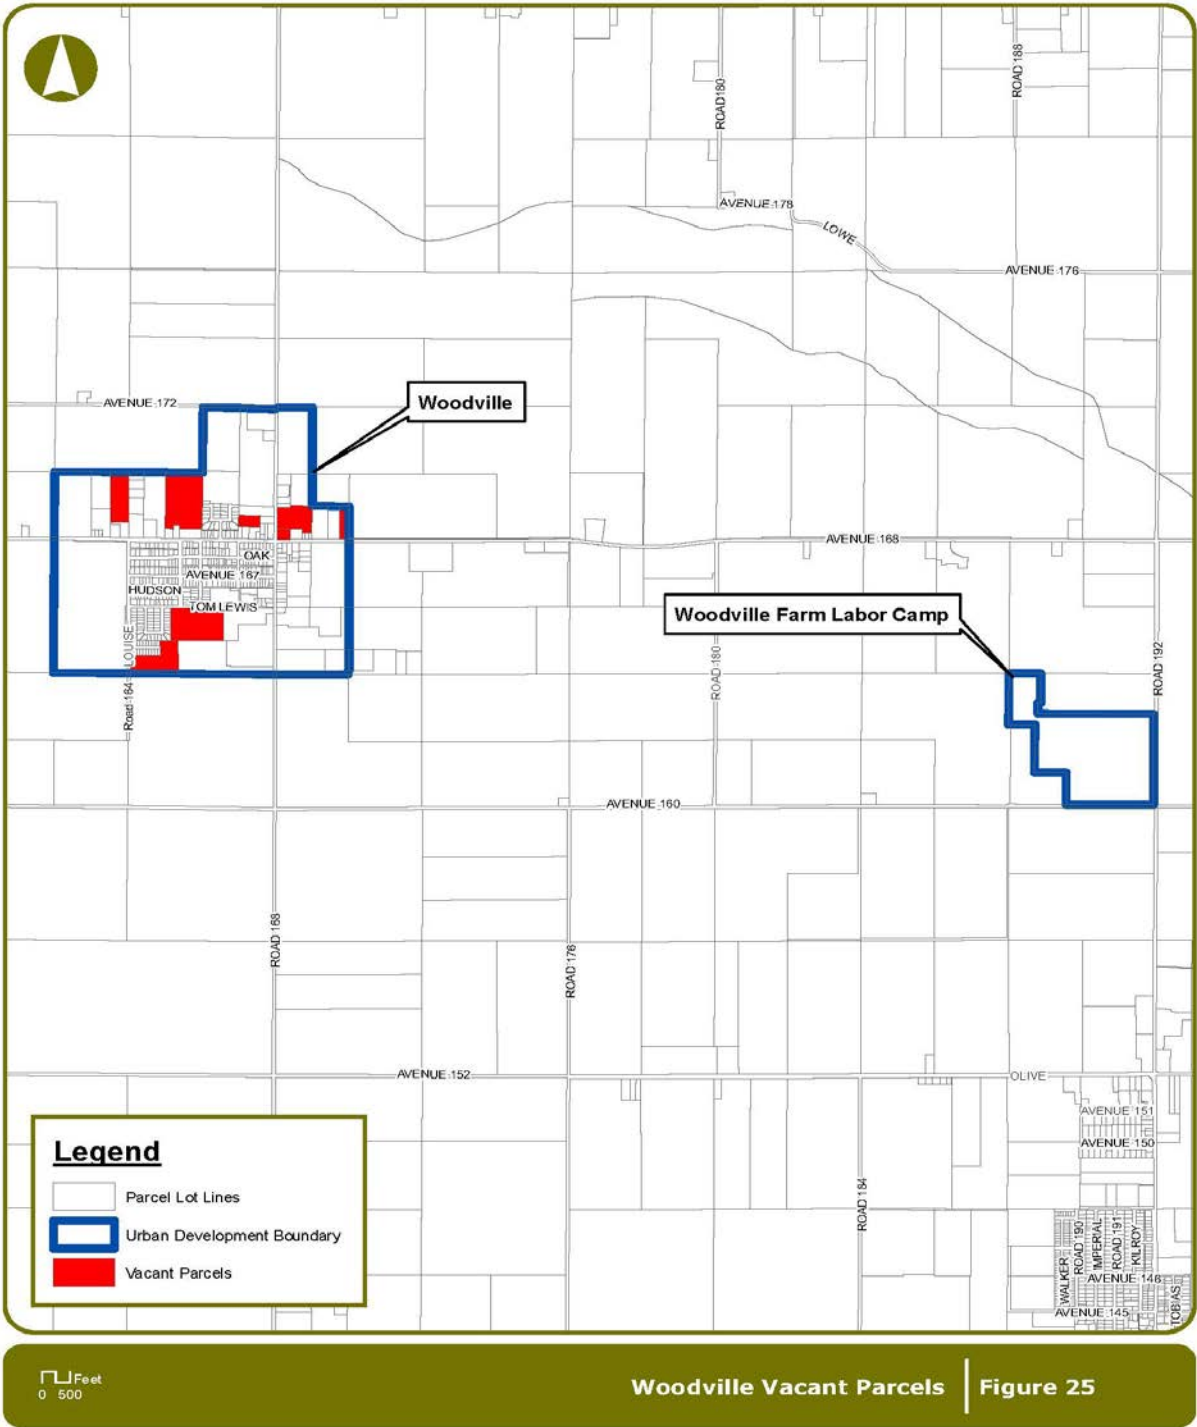 ROAD 188
ROAD180
AVENUE 178
LOWE
AVENUE 176
AVENUE 172
Woodville
AVENUE 168
OAK
AVENUE 167
HUDSON
TOM LEWIS
Woodville Farm Labor Camp
LOUISE
Road 164
ROAD 180
ROAD 192
AVENUE 160
ROAD 168
ROAD 176
AVENUE 152
OLIVE
AVENUE 151
AVENUE 150
ROAD 184
WALKER
ROAD 190
IMPERIAL
ROAD 191
KILROY
AVENUE 146
AVENUE 145
TOBIAS
Legend
Parcel Lot Lines
Urban Development Boundary
Vacant Parcels
Feet
0 500
Woodville Vacant Parcels
Figure 25